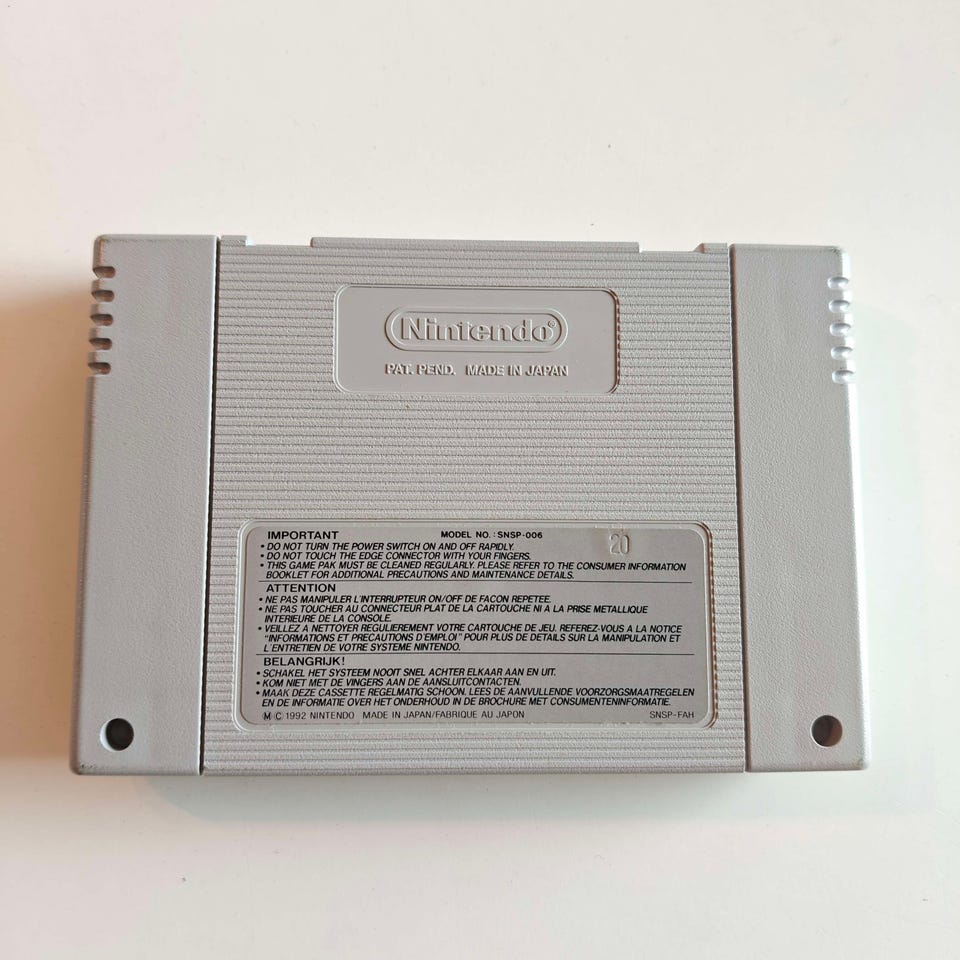 Nintendo®
PAT. PEND. MADE IN JAPAN
IMPORTANT MODEL NO. : SNSP-006 20
• DO NOT TURN THE POWER SWITCH ON AND OFF RAPIDLY.
• DO NOT TOUCH THE EDGE CONNECTOR WITH YOUR FINGERS.
• THIS GAME PAK MUST BE CLEANED REGULARLY. PLEASE REFER TO THE CONSUMER INFORMATION
BOOKLET FOR ADDITIONAL PRECAUTIONS AND MAINTENANCE DETAILS.
ATTENTION
• NE PAS MANIPULER L'INTERRUPTEUR ON/OFF DE FACON REPETEE.
• NE PAS TOUCHER AU CONNECTEUR PLAT DE LA CARTOUCHE NI A LA PRISE METALLIQUE
INTERIEURE DE LA CONSOLE.
• VEILLEZ A NETTOYER REGULIEREMENT VOTRE CARTOUCHE DE JEU. REFEREZ-VOUS A LA NOTICE
"INFORMATIONS ET PRECAUTIONS D'EMPLOI" POUR PLUS DE DETAILS SUR LA MANIPULATION ET
L'ENTRETIEN DE VOTRE SYSTEME NINTENDO.
BELANGRIJK!
• SCHAKEL HET SYSTEEM NOOIT SNEL ACHTER ELKAAR AAN EN UIT.
• KOM NIET MET DE VINGERS AAN DE AANSLUITCONTACTEN.
• MAAK DEZE CASSETTE REGELMATIG SCHOON. LEES DE AANVULLENDE VOORZORGSMAATREGELEN
EN DE INFORMATIE OVER HET ONDERHOUD IN DE BROCHURE MET CONSUMENTENINFORMATIE.
Ⓜ © 1992 NINTENDO MADE IN JAPAN/FABRIQUE AU JAPON SNSP-FAH